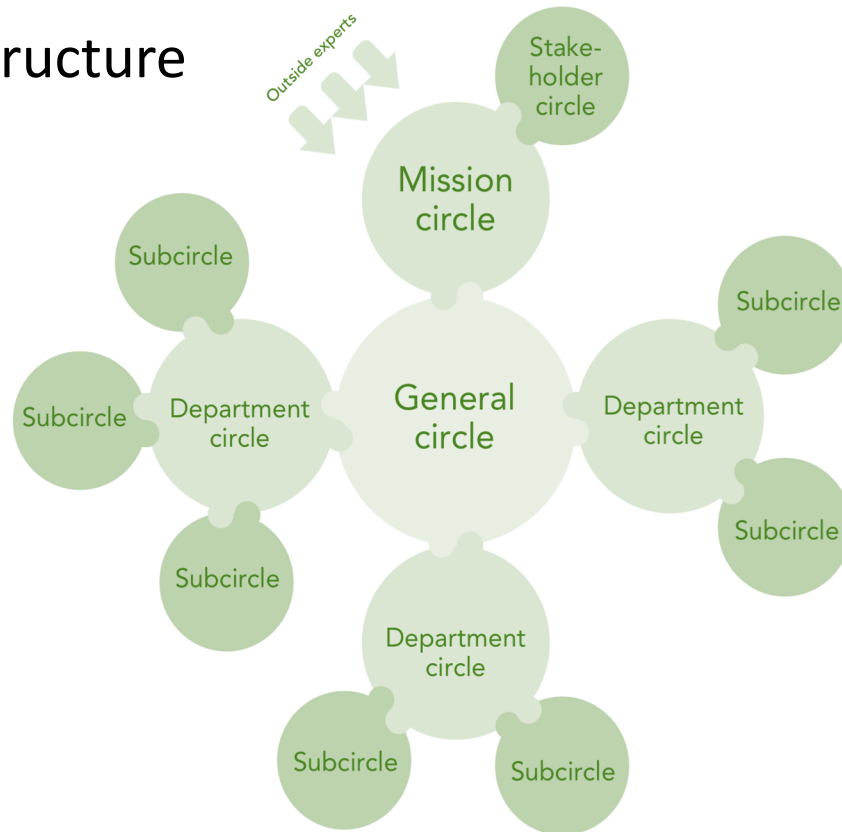 ructure
Outside experts
Stake-
holder
circle
Mission
circle
Subcircle
Subcircle
Department
circle
Subcircle
General
circle
Subcircle
Department
circle
Subcircle
Department
circle
Subcircle
Subcircle